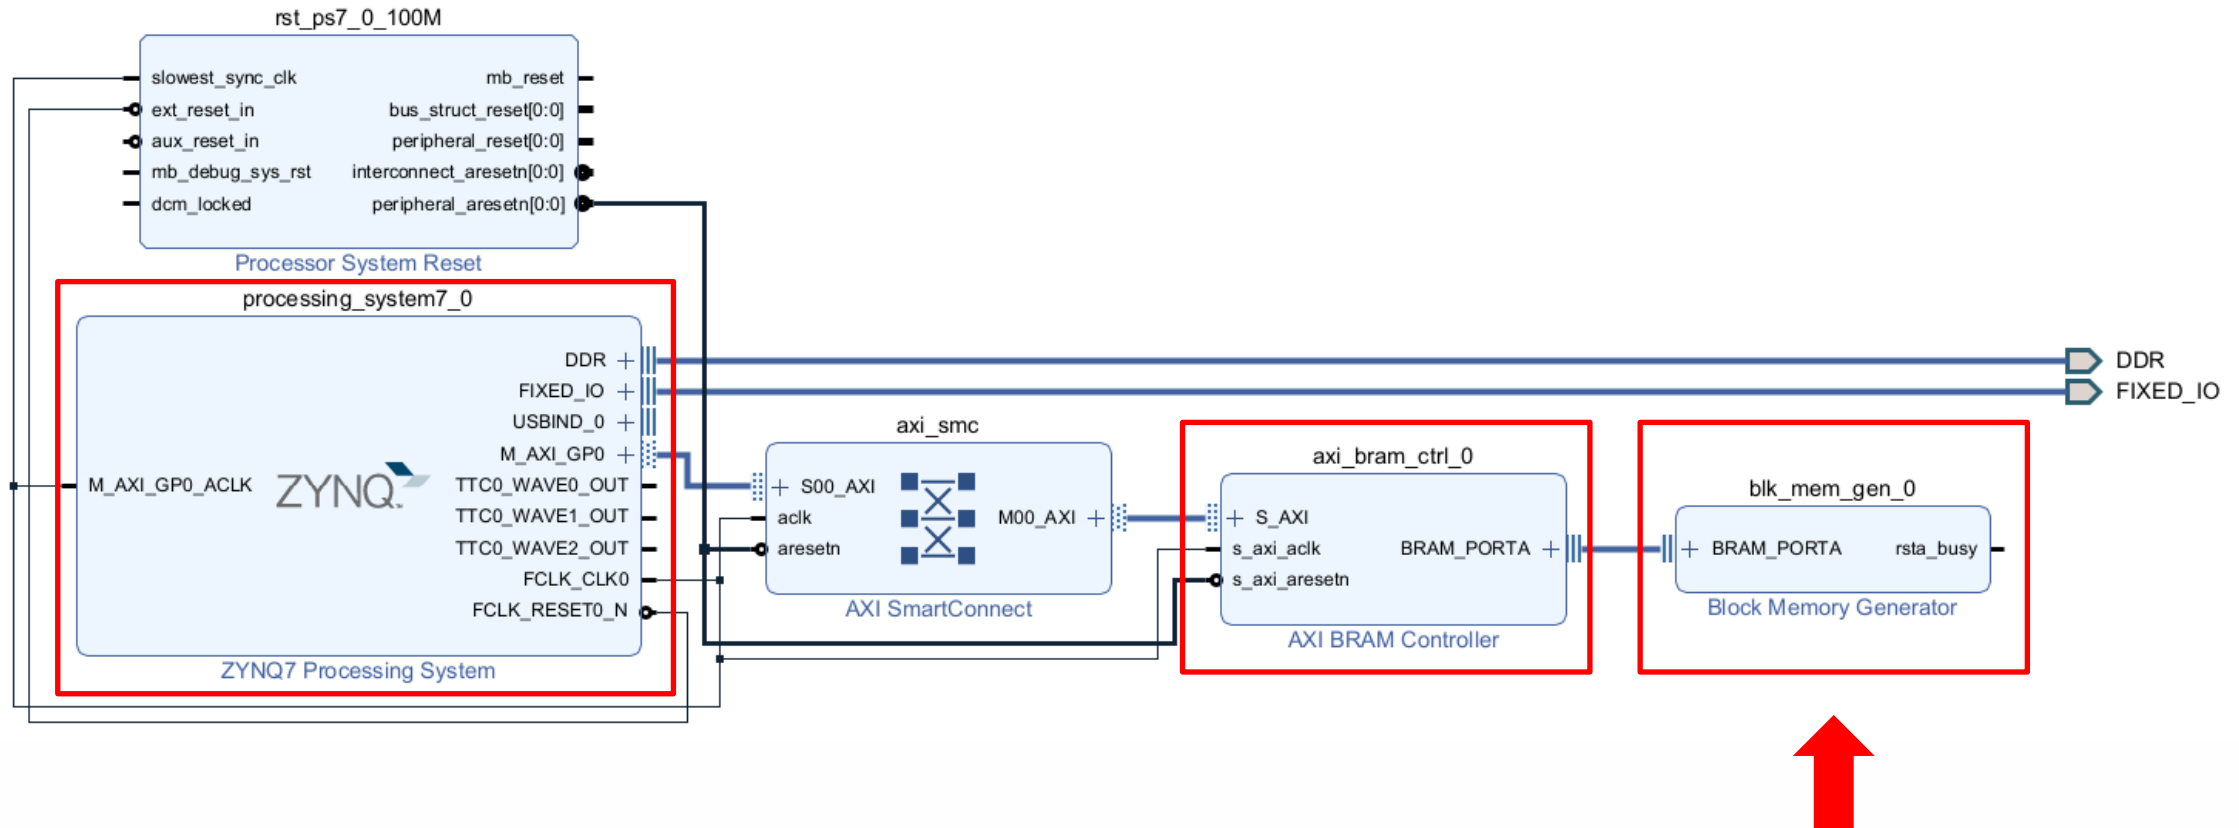 rst_ps7_0_100M
slowest_sync_clk
ext_reset_in
aux_reset_in
mb_debug_sys_rst
dcm_locked
mb_reset
bus_struct_reset[0:0]
peripheral_reset[0:0]
interconnect_aresetn[0:0]
peripheral_aresetn[0:0]
Processor System Reset
processing_system7_0
M_AXI_GP0_ACLK
ZYNQ
DDR
FIXED_IO
USBIND_0
M_AXI_GP0
TTC0_WAVE0_OUT
TTC0_WAVE1_OUT
TTC0_WAVE2_OUT
FCLK_CLK0
FCLK_RESET0_N
ZYNQ7 Processing System
axi_smc
S00_AXI
aclk
aresetn
M00_AXI
AXI SmartConnect
axi_bram_ctrl_0
S_AXI
s_axi_aclk
s_axi_aresetn
BRAM_PORTA
AXI BRAM Controller
blk_mem_gen_0
BRAM_PORTA
rsta_busy
Block Memory Generator
DDR
FIXED_IO